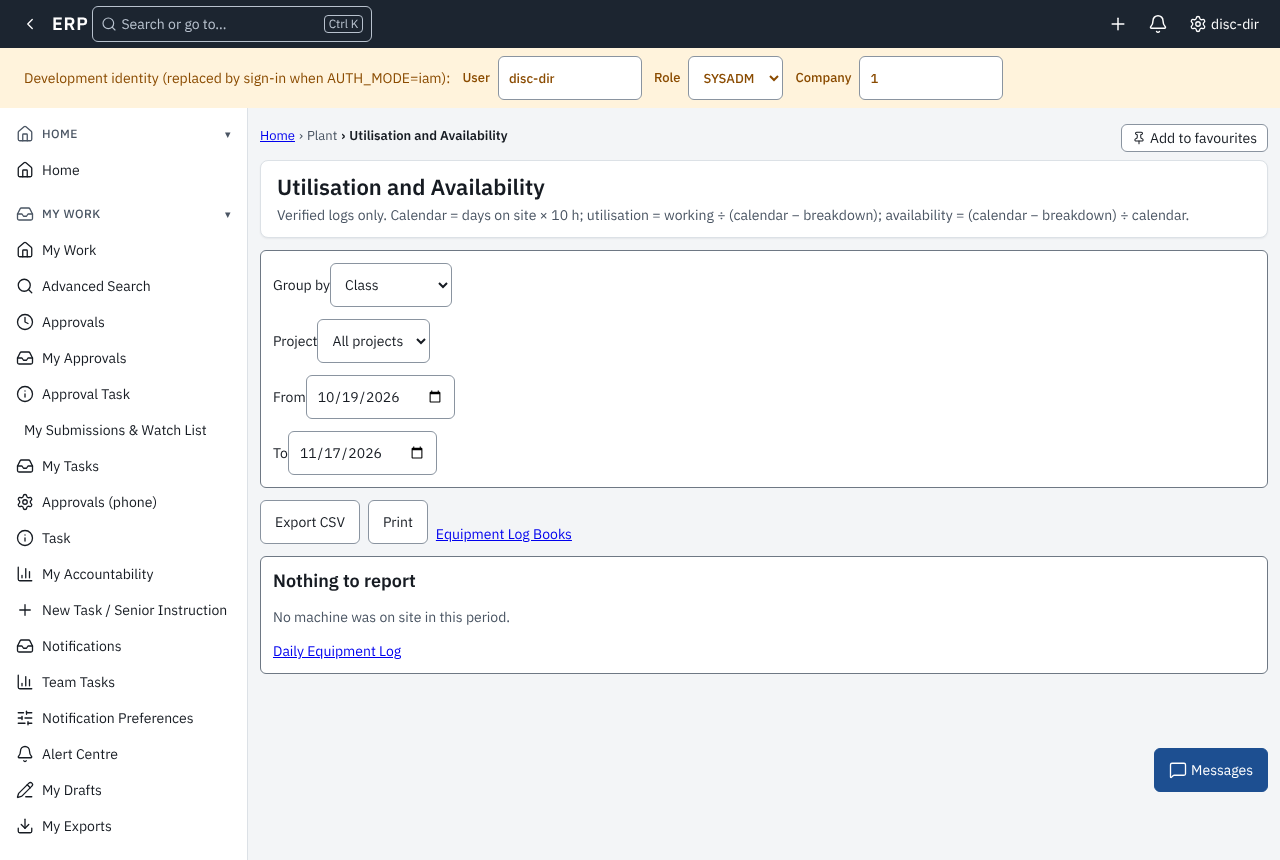 ERP
Search or go to...
Ctrl K
disc-dir
Development identity (replaced by sign-in when AUTH_MODE=iam):
User
disc-dir
Role
SYSADM
Company
1
HOME
Home
MY WORK
My Work
Advanced Search
Approvals
My Approvals
Approval Task
My Submissions & Watch List
My Tasks
Approvals (phone)
Task
My Accountability
New Task / Senior Instruction
Notifications
Team Tasks
Notification Preferences
Alert Centre
My Drafts
My Exports
Home › Plant › Utilisation and Availability
Add to favourites
Utilisation and Availability
Verified logs only. Calendar = days on site × 10 h; utilisation = working ÷ (calendar − breakdown); availability = (calendar − breakdown) ÷ calendar.
Group by
Class
Project
All projects
From
10/19/2026
To
11/17/2026
Export CSV
Print
Equipment Log Books
Nothing to report
No machine was on site in this period.
Daily Equipment Log
Messages